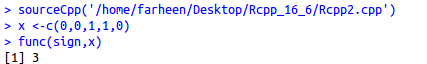 > sourceCpp('/home/farheen/Desktop/Rcpp_16_6/Rcpp2.cpp')
> x <-c(0,0,1,1,0)
> func(sign,x)
[1] 3